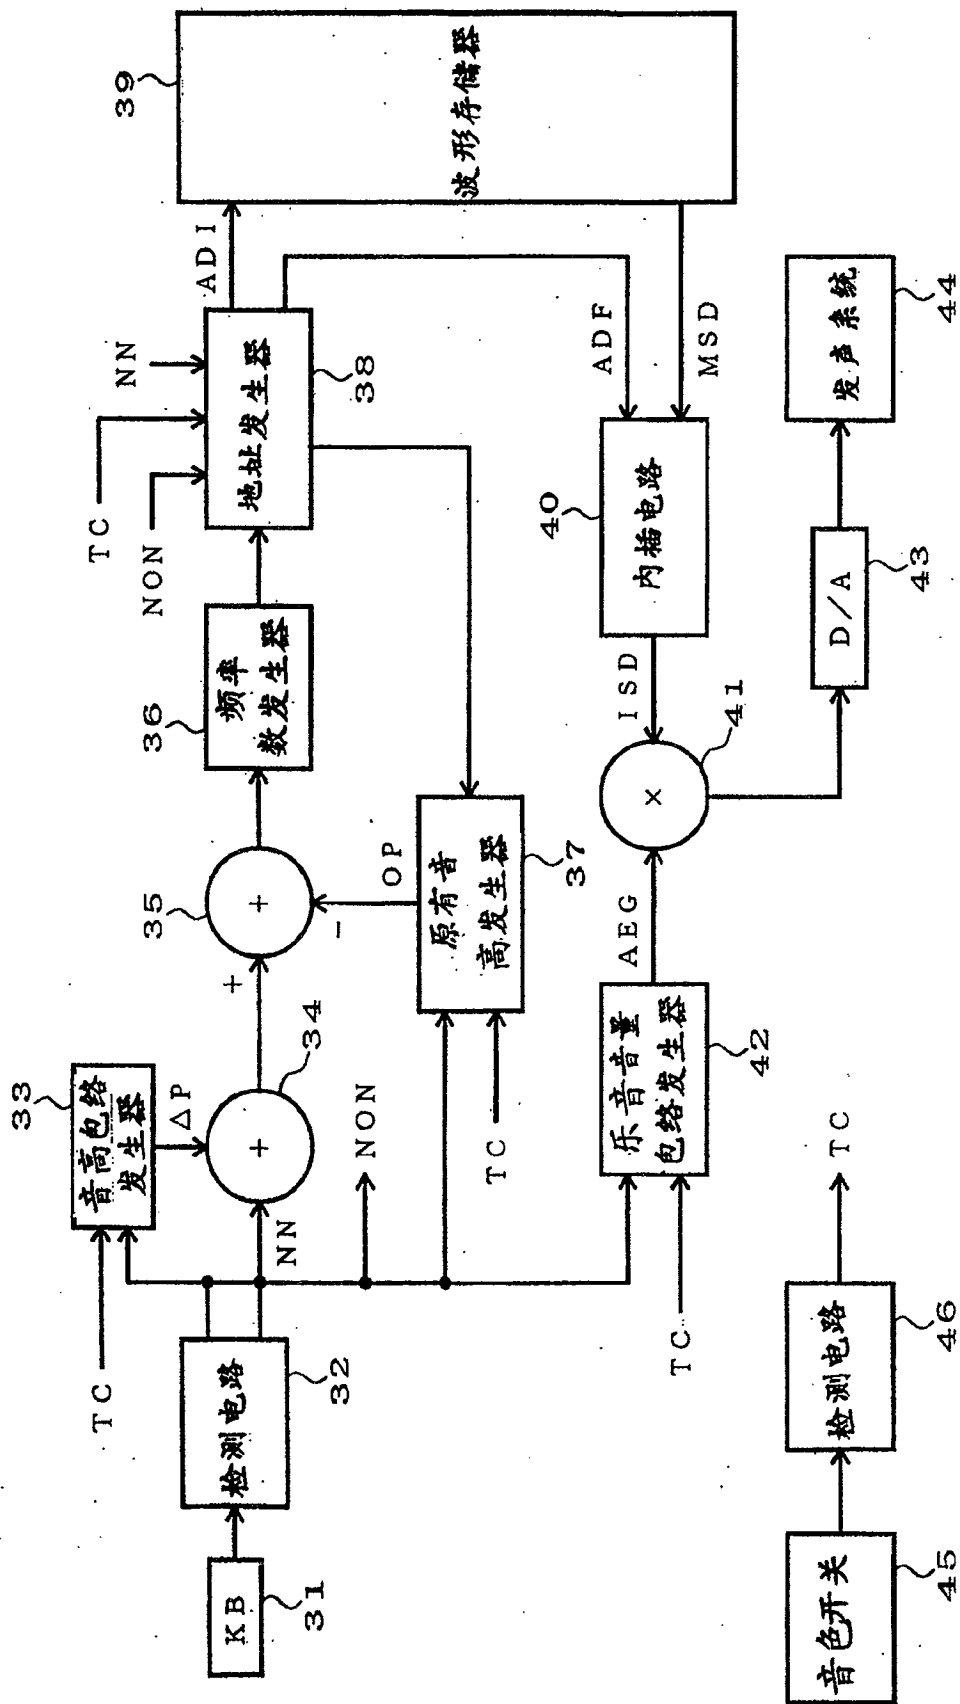 KB
31
检测电路
32
TC
音高包络
发生器
33
ΔP
NN
+
34
NON
+
+
35
-
OP
原有音
高发生器
37
TC
频率
数发生器
36
NON
TC
NN
地址发生器
38
ADI
波形存储器
39
ADF
MSD
内插电路
40
ISD
×
41
AEG
乐音音量
包络发生器
42
TC
D/A
43
发声系统
44
音色开关
45
检测电路
46
TC